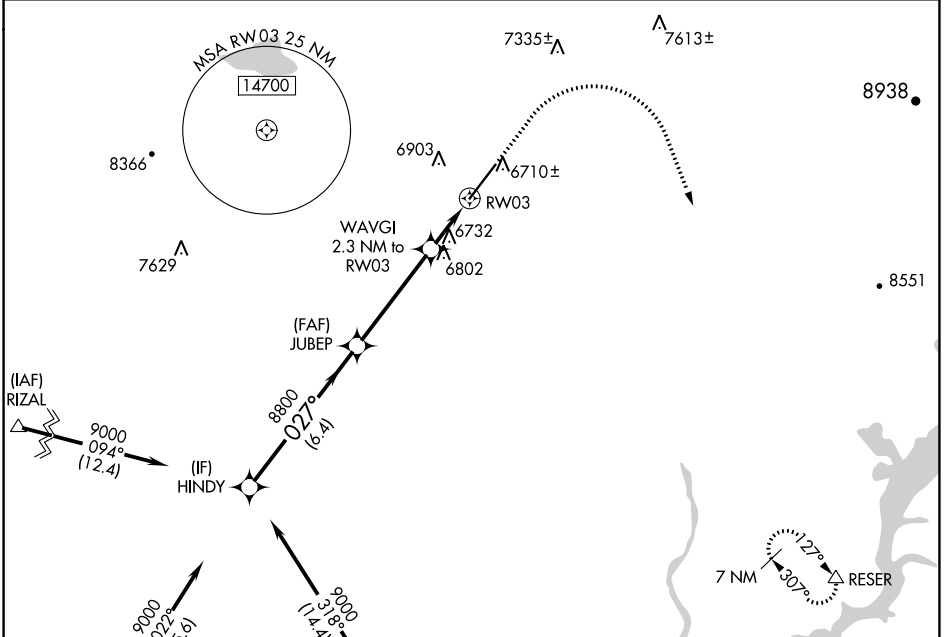 MSA RW03 25 NM
14700
7335±
7613±
8938
8366
6903
6710±
RW03
WAVGI
2.3 NM to
RW03
6732
6802
7629
8551
(FAF)
JUBEP
(IAF)
RIZAL
9000
094°
(12.4)
8800
027°
(6.4)
(IF)
HINDY
9000
022°
9000
318°
(14.4)
7 NM
127°
307°
RESER